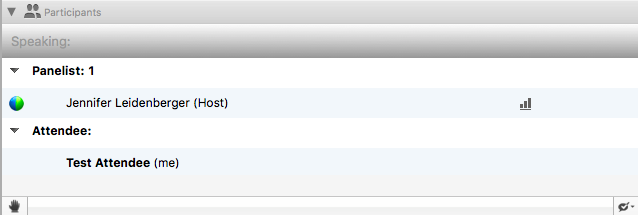 Participants
Speaking:
Panelist: 1
Jennifer Leidenberger (Host)
Attendee:
Test Attendee (me)